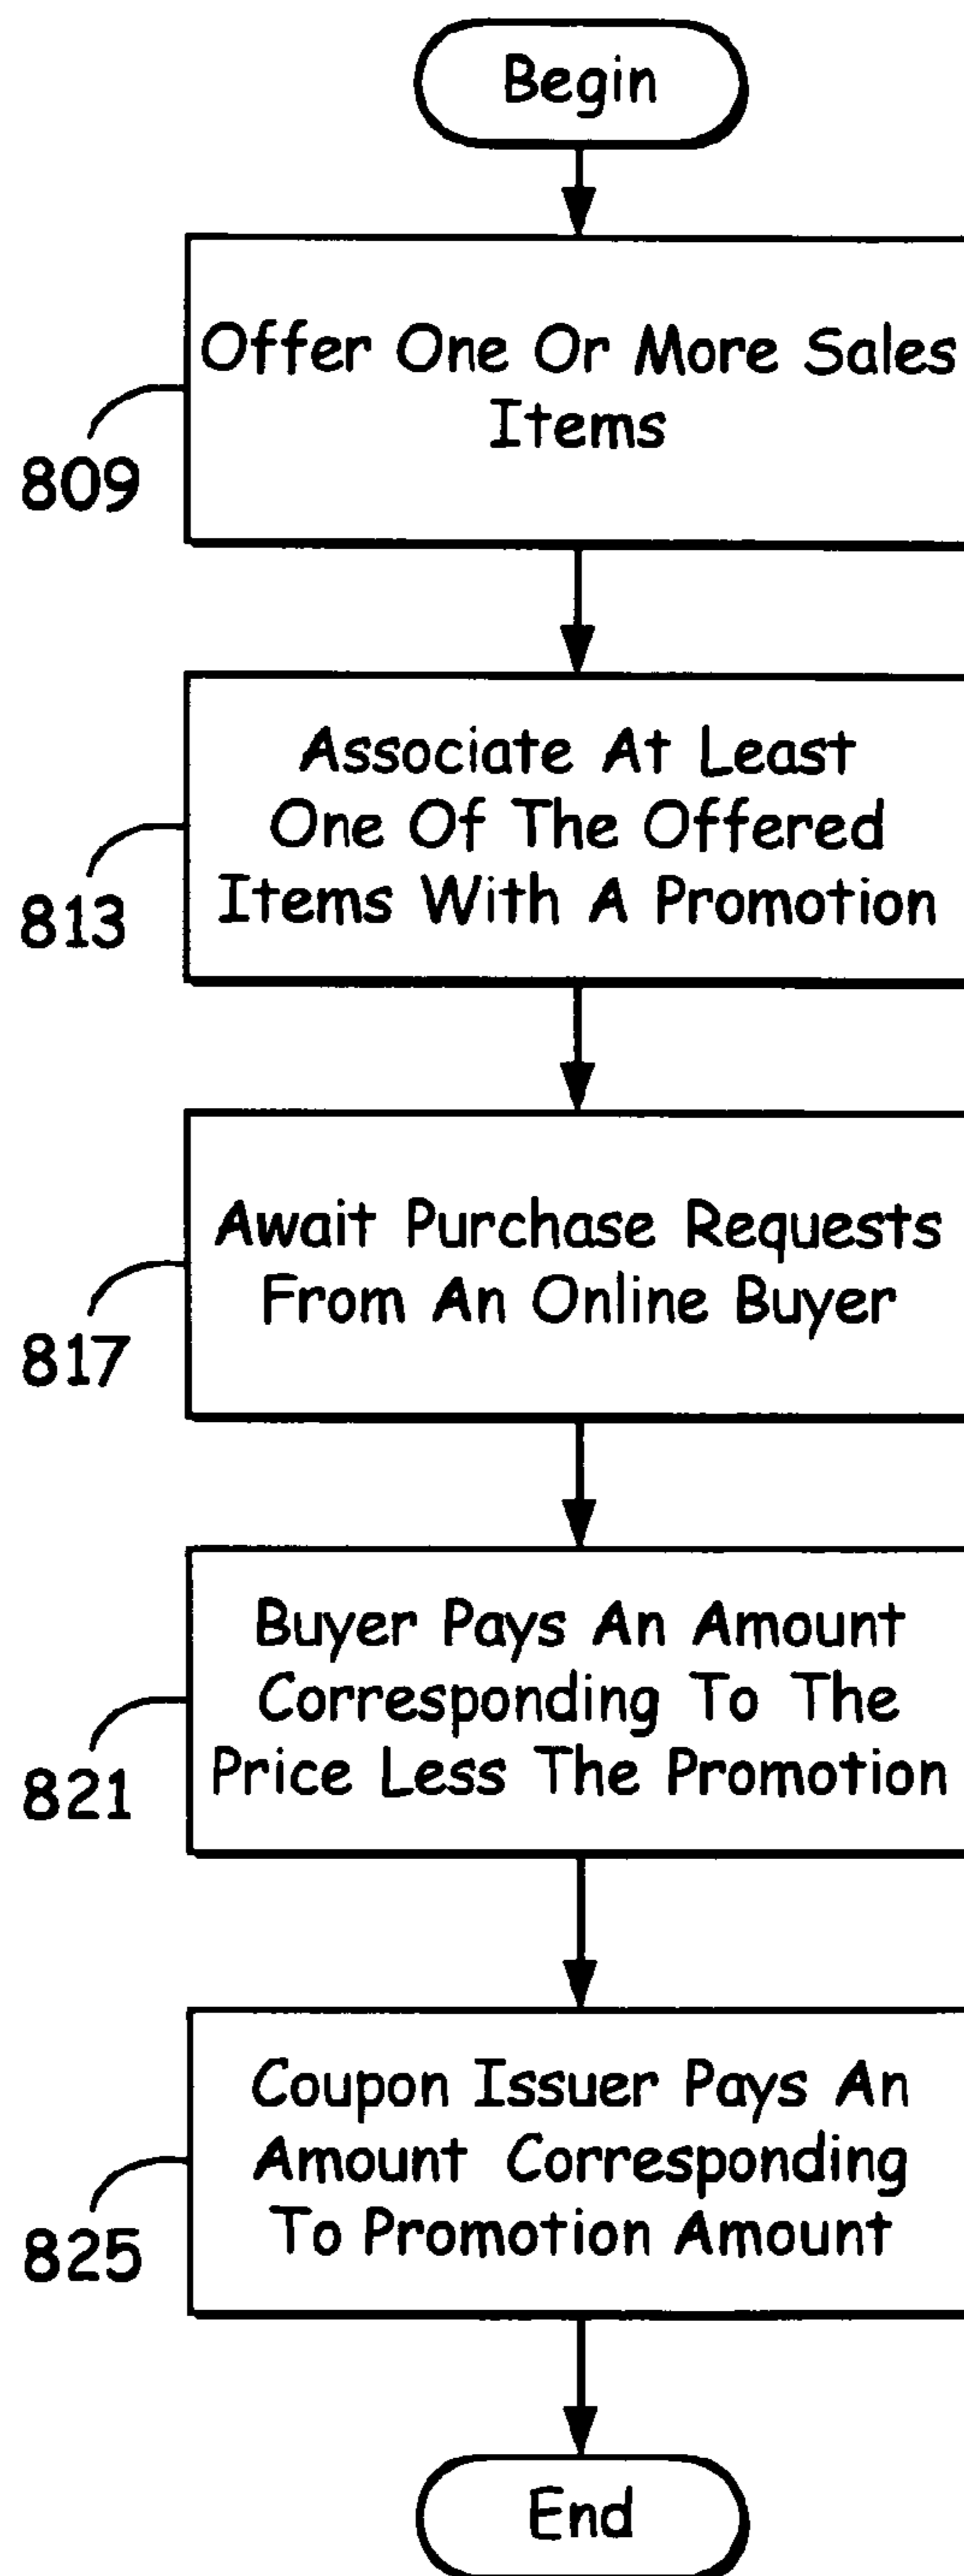 Begin
Offer One Or More Sales
Items
809
Associate At Least
One Of The Offered
Items With A Promotion
813
Await Purchase Requests
From An Online Buyer
817
Buyer Pays An Amount
Corresponding To The
Price Less The Promotion
821
Coupon Issuer Pays An
Amount Corresponding
To Promotion Amount
825
End